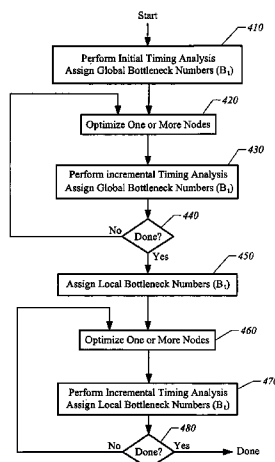 Start
410
Perform Initial Timing Analysis
Assign Global Bottleneck Numbers (B₁)
420
Optimize One or More Nodes
430
Perform incremental Timing Analysis
Assign Global Bottleneck Numbers (B₁)
440
No
Done?
Yes
450
Assign Local Bottleneck Numbers (B₁)
460
Optimize One or More Nodes
470
Perform Incremental Timing Analysis
Assign Local Bottleneck Numbers (B₁)
480
No
Done?
Yes
Done